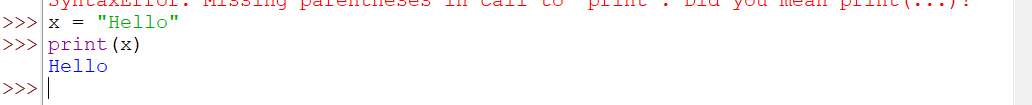 SyntaxError: Missing parentheses in call to 'print'. Did you mean print(...)?
>>> x = "Hello"
>>> print(x)
Hello
>>>